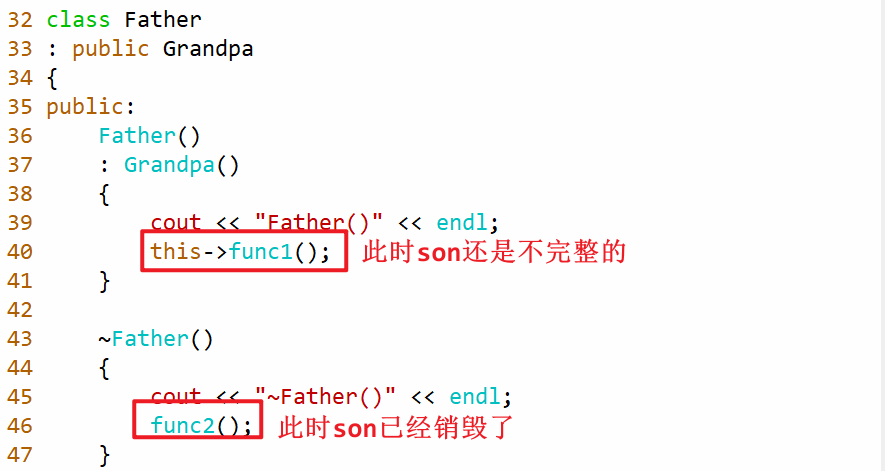 32 class Father
33 : public Grandpa
34 {
35 public:
36     Father()
37     : Grandpa()
38     {
39         cout << "Father()" << endl;
40         this->func1(); 此时son还是不完整的
41     }
42
43     ~Father()
44     {
45         cout << "~Father()" << endl;
46         func2(); 此时son已经销毁了
47     }